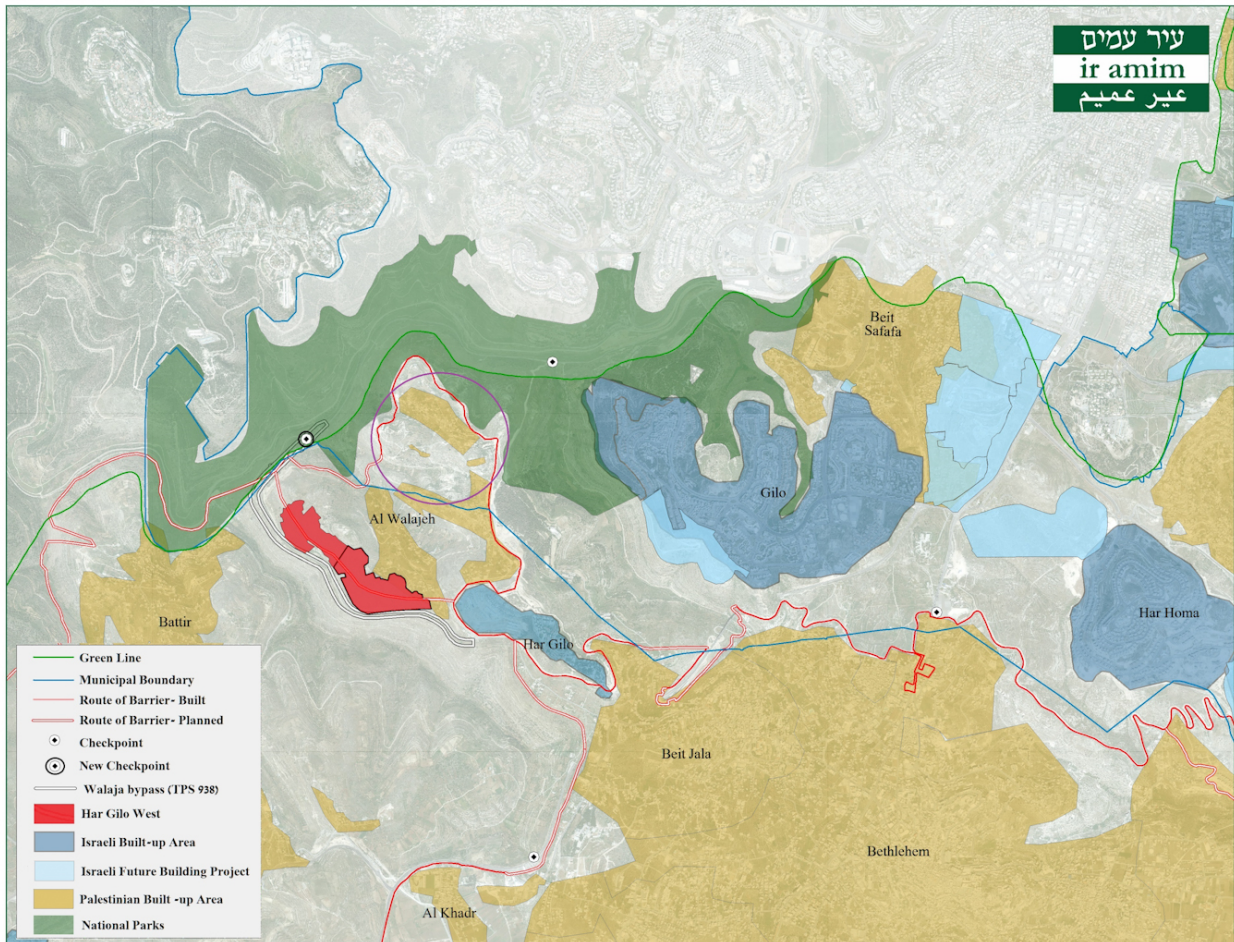 עיר עמים
ir amim
عير عميم
Beit
Safafa
Gilo
Al Walajeh
Battir
Har Gilo
Har Homa
Beit Jala
Bethlehem
Al Khadr
Green Line
Municipal Boundary
Route of Barrier- Built
Route of Barrier- Planned
Checkpoint
New Checkpoint
Walaja bypass (TPS 938)
Har Gilo West
Israeli Built-up Area
Israeli Future Building Project
Palestinian Built -up Area
National Parks